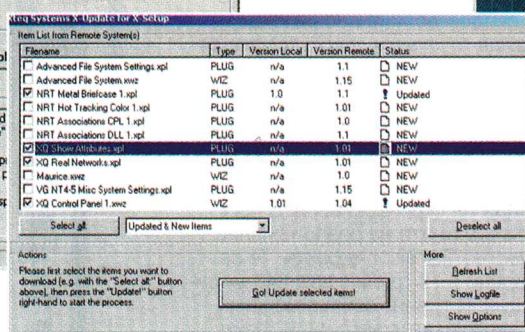 Xteq Systems X-Update for X-Setup
Item List from Remote System(s)
Filename Type Version Local Version Remote Status
Advanced File System Settings.xpl PLUG n/a 1.1 NEW
Advanced File System.xwz WIZ n/a 1.15 NEW
NRT Metal Briefcase 1.xpl PLUG 1.0 1.1 Updated
NRT Hot Tracking Color 1.xpl PLUG n/a 1.01 NEW
NRT Associations CPL 1.xpl PLUG n/a 1.0 NEW
NRT Associations DLL 1.xpl PLUG n/a 1.1 NEW
XQ Show Attributes.xpl PLUG n/a 1.01 NEW
XQ Real Networks.xpl PLUG n/a 1.01 NEW
Maurice.xwz WIZ n/a 1.0 NEW
VG NT4-5 Misc System Settings.xpl PLUG n/a 1.15 NEW
XQ Control Panel 1.xwz WIZ 1.01 1.04 Updated
Select all: Updated & New Items Deselect all
Actions
Please first select the items you want to
download (e.g. with the "Select all:" button
above), then press the "Update!" button
right-hand to start the process.
Go! Update selected items!
More
Refresh List
Show Logfile
Show Options